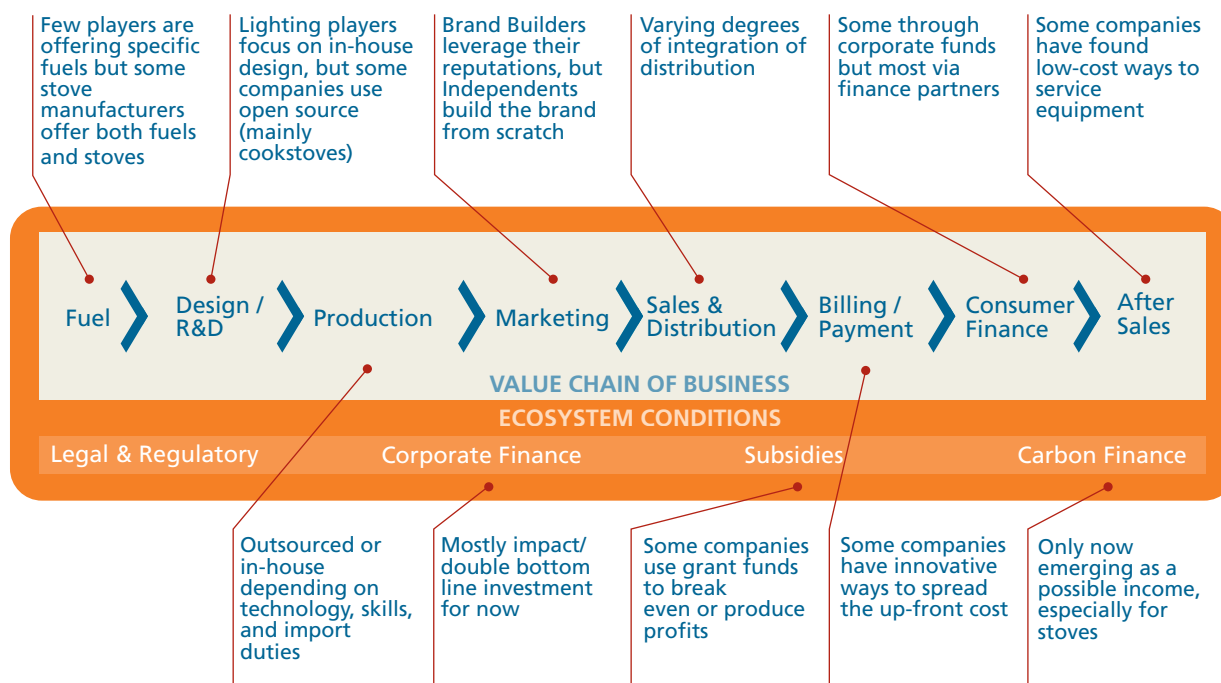 Few players are
offering specific
fuels but some
stove
manufacturers
offer both fuels
and stoves
Lighting players
focus on in-house
design, but some
companies use
open source
(mainly
cookstoves)
Brand Builders
leverage their
reputations, but
Independents
build the brand
from scratch
Varying degrees
of integration of
distribution
Some through
corporate funds
but most via
finance partners
Some companies
have found
low-cost ways to
service
equipment
Fuel
Design /
R&D
Production
Marketing
Sales &
Distribution
Billing /
Payment
Consumer
Finance
After
Sales
VALUE CHAIN OF BUSINESS
ECOSYSTEM CONDITIONS
Legal & Regulatory
Corporate Finance
Subsidies
Carbon Finance
Outsourced or
in-house
depending on
technology, skills,
and import
duties
Mostly impact/
double bottom
line investment
for now
Some companies
use grant funds
to break
even or produce
profits
Some companies
have innovative
ways to spread
the up-front cost
Only now
emerging as a
possible income,
especially for
stoves